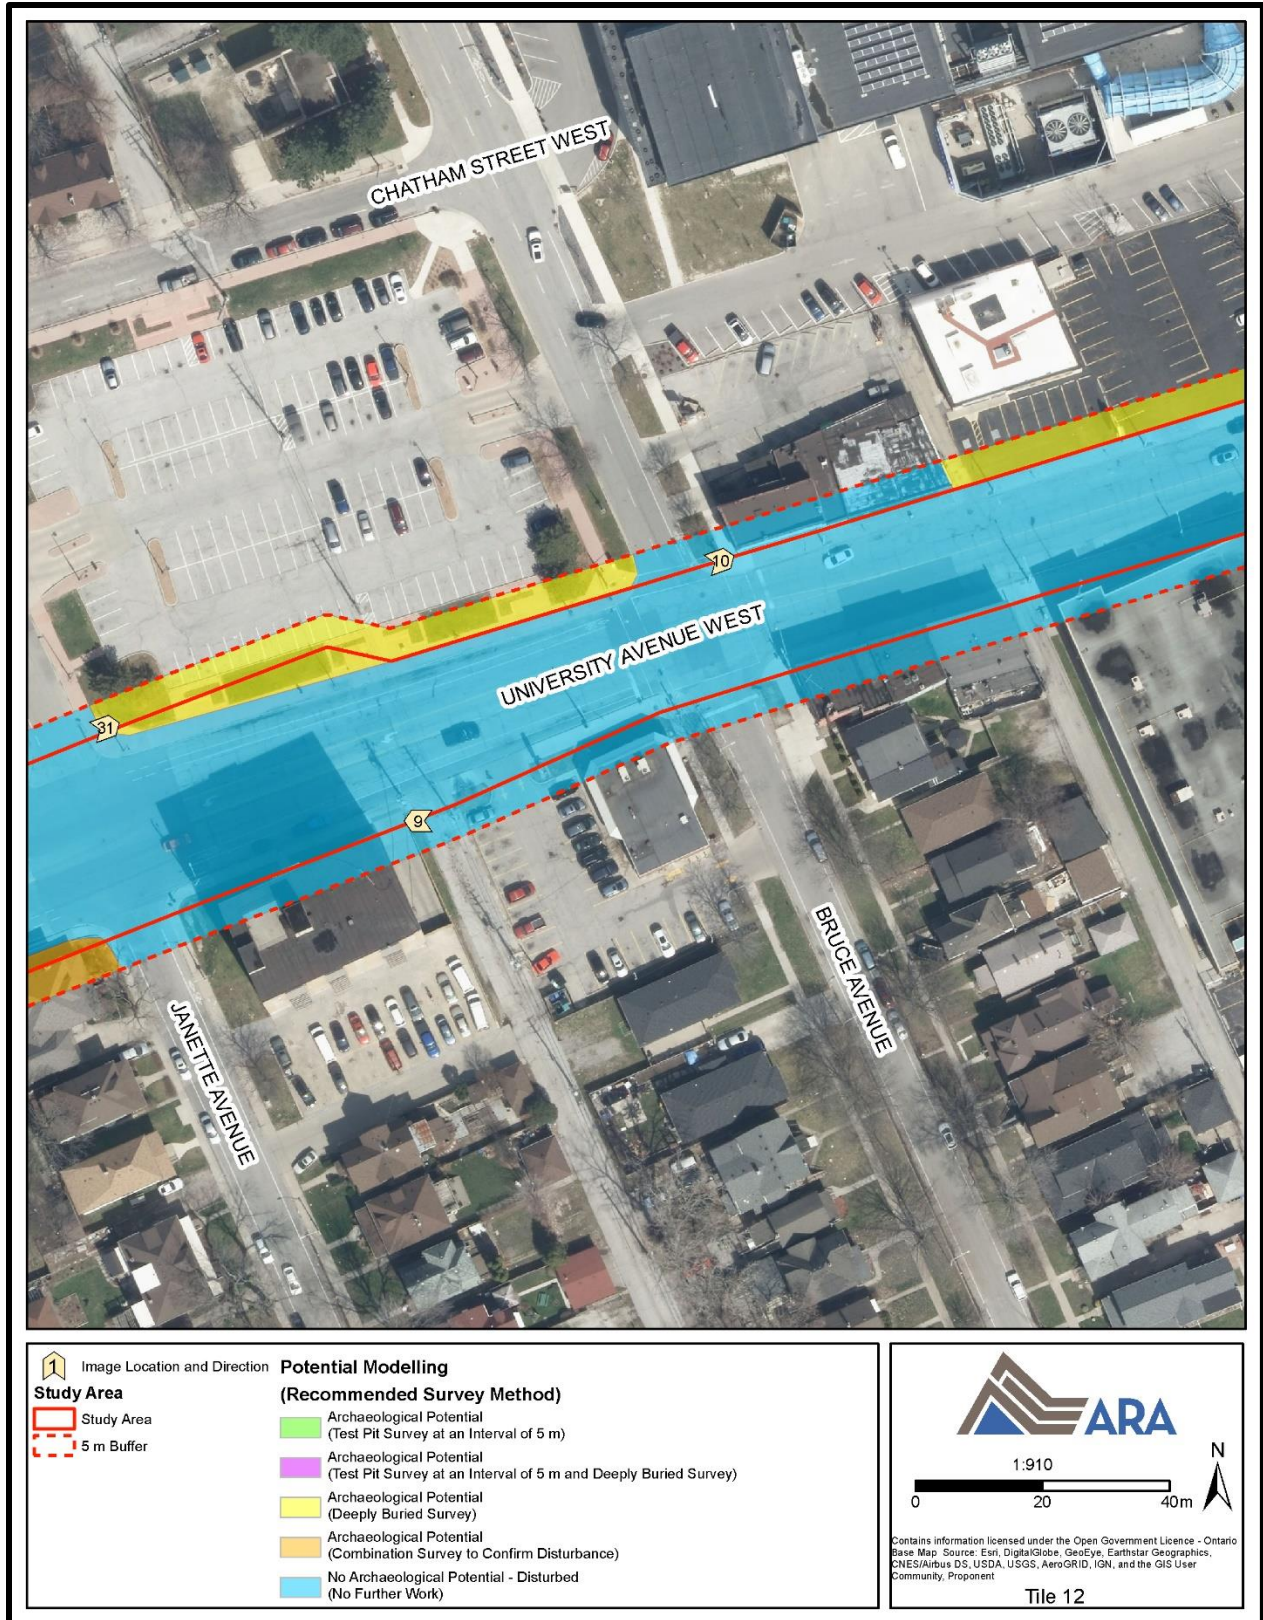 CHATHAM STREET WEST
10
UNIVERSITY AVENUE WEST
31
9
BRUCE AVENUE
JANETTE AVENUE
1 Image Location and Direction
Study Area
Study Area
5 m Buffer
Potential Modelling
(Recommended Survey Method)
Archaeological Potential
(Test Pit Survey at an Interval of 5 m)
Archaeological Potential
(Test Pit Survey at an Interval of 5 m and Deeply Buried Survey)
Archaeological Potential
(Deeply Buried Survey)
Archaeological Potential
(Combination Survey to Confirm Disturbance)
No Archaeological Potential - Disturbed
(No Further Work)
ARA
1:910
N
0 20 40m
Contains information licensed under the Open Government Licence - Ontario
Base Map Source: Esri, DigitalGlobe, GeoEye, Earthstar Geographics,
CNES/Airbus DS, USDA, USGS, AeroGRID, IGN, and the GIS User
Community, Proponent
Tile 12